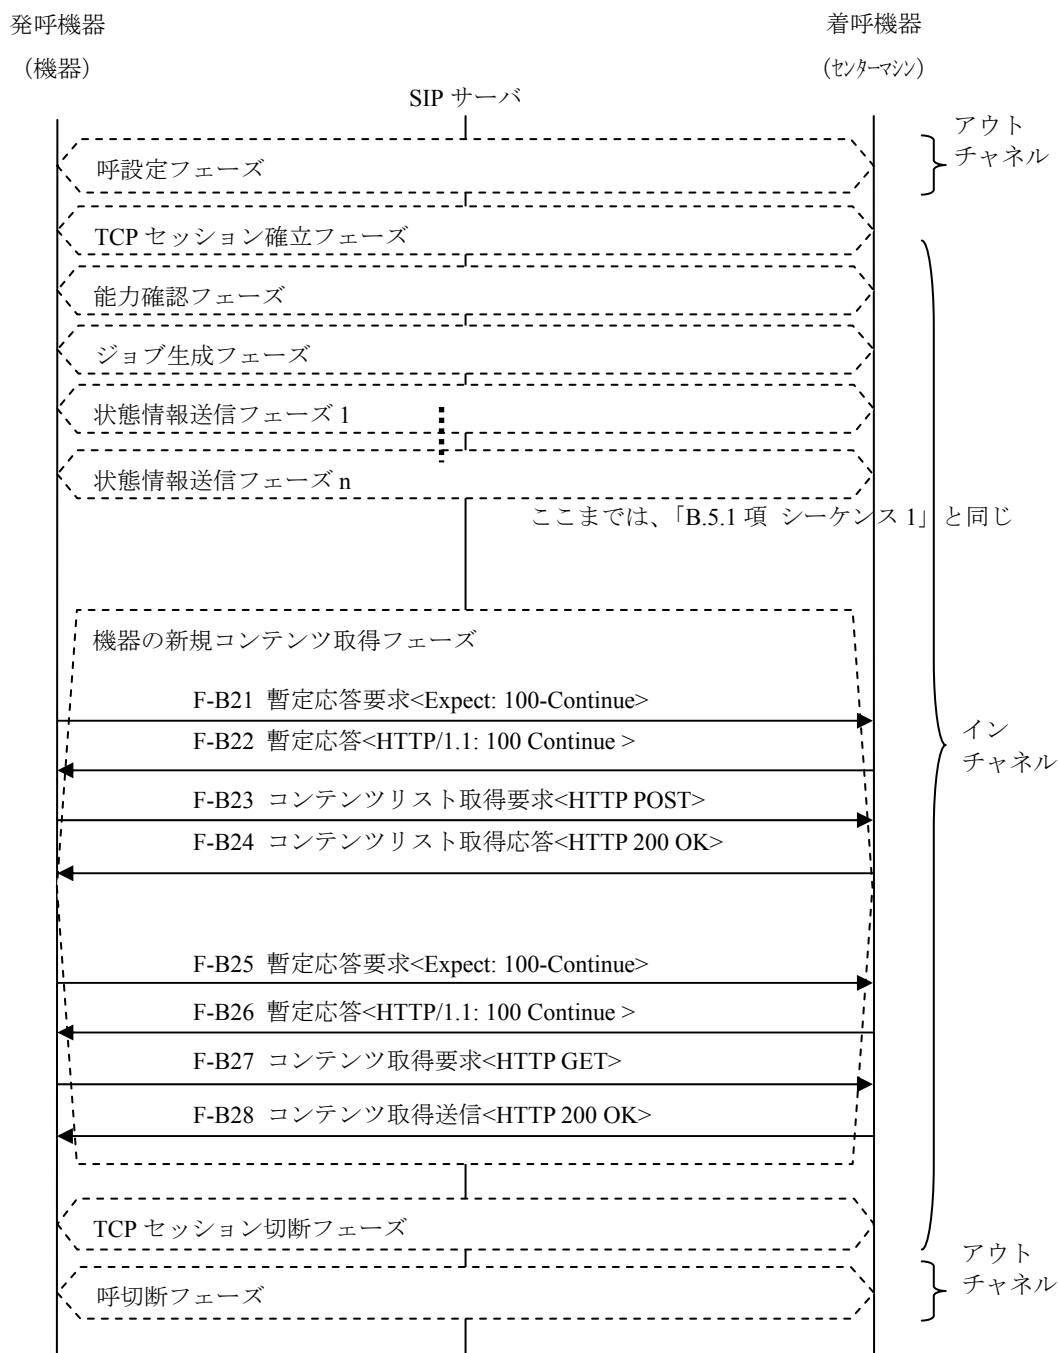 発呼機器
(機器)
着呼機器
(センターマシン)
SIP サーバ
アウト
チャネル
呼設定フェーズ
TCP セッション確立フェーズ
能力確認フェーズ
ジョブ生成フェーズ
状態情報送信フェーズ 1
状態情報送信フェーズ n
ここまでは、「B.5.1 項 シーケンス 1」と同じ
機器の新規コンテンツ取得フェーズ
F-B21 暫定応答要求<Expect: 100-Continue>
F-B22 暫定応答<HTTP/1.1: 100 Continue >
イン
チャネル
F-B23 コンテンツリスト取得要求<HTTP POST>
F-B24 コンテンツリスト取得応答<HTTP 200 OK>
F-B25 暫定応答要求<Expect: 100-Continue>
F-B26 暫定応答<HTTP/1.1: 100 Continue >
F-B27 コンテンツ取得要求<HTTP GET>
F-B28 コンテンツ取得送信<HTTP 200 OK>
TCP セッション切断フェーズ
アウト
チャネル
呼切断フェーズ